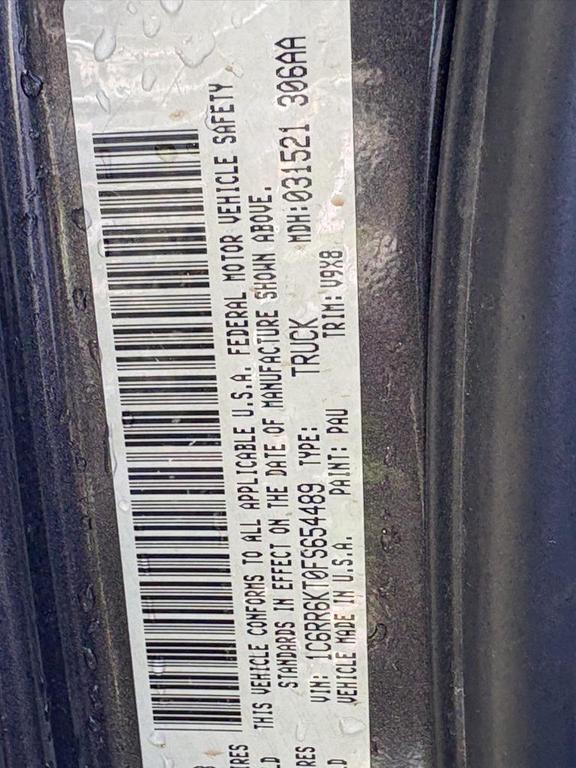 THIS VEHICLE CONFORMS TO ALL APPLICABLE U.S.A. FEDERAL MOTOR VEHICLE SAFETY
STANDARDS IN EFFECT ON THE DATE OF MANUFACTURE SHOWN ABOVE.
VIN: 1C6RR6KT0FS654489 TYPE: TRUCK MDH:031521 306AA
VEHICLE MADE IN U.S.A. PAINT: PAU TRIM: V9X8